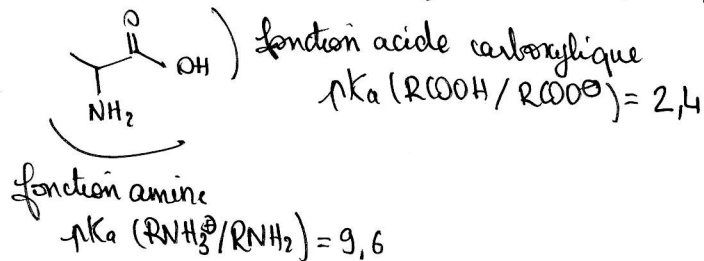 O
OH
NH₂
fonction acide carboxylique
pKa (RCOOH / RCOO⊖) = 2,4
fonction amine
pKa (RNH₃⊕/RNH₂) = 9,6